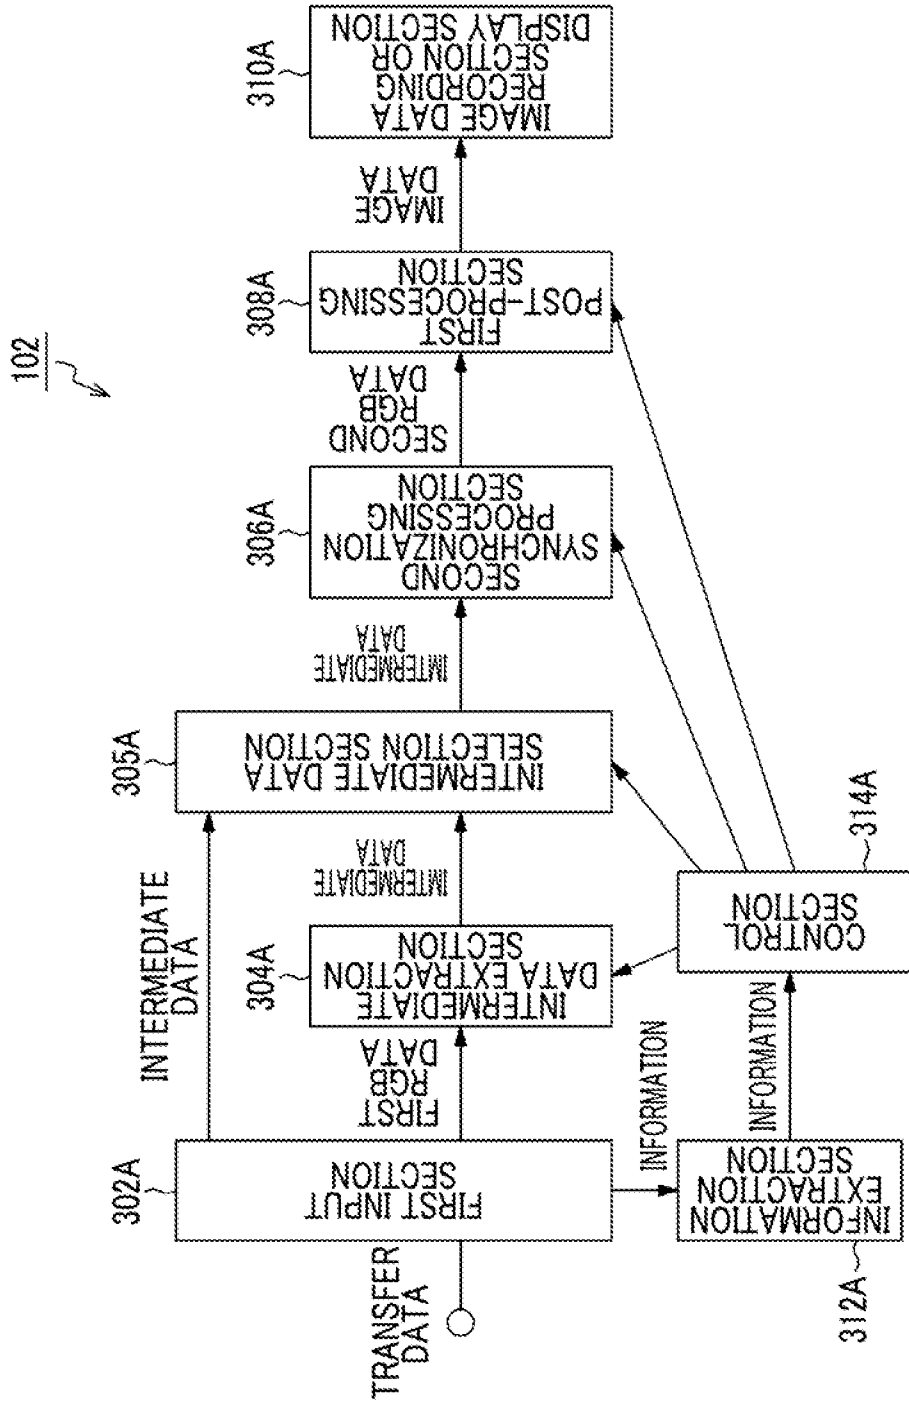 102
302A
FIRST INPUT
SECTION
304A
INTERMEDIATE
DATA EXTRACTION
SECTION
305A
INTERMEDIATE DATA
SELECTION SECTION
306A
SECOND
SYNCHRONIZATION
PROCESSING
SECTION
308A
FIRST
POST-PROCESSING
SECTION
310A
IMAGE DATA
RECORDING
SECTION OR
DISPLAY SECTION
TRANSFER
DATA
INTERMEDIATE
DATA
FIRST
RGB
DATA
IMTERMEDIATE
DATA
IMTERMEDIATE
DATA
SECOND
RGB
DATA
IMAGE
DATA
INFORMATION
INFORMATION
INFORMATION
EXTRACTION
SECTION
312A
CONTROL
SECTION
314A